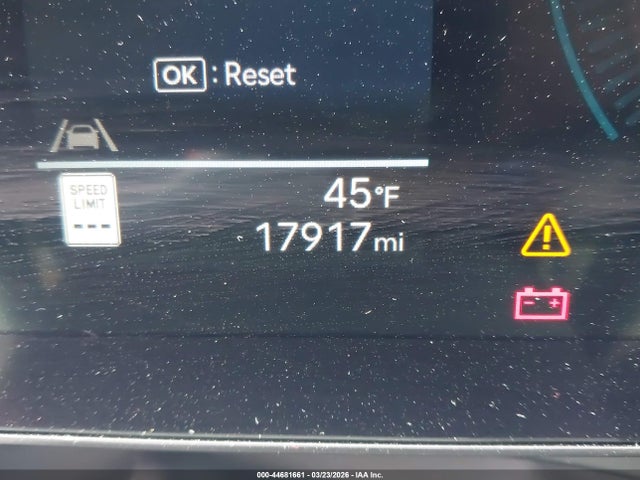 OK : Reset
SPEED
LIMIT
---
45°F
17917 mi
000-44681661 - 03/23/2026 - IAA Inc.